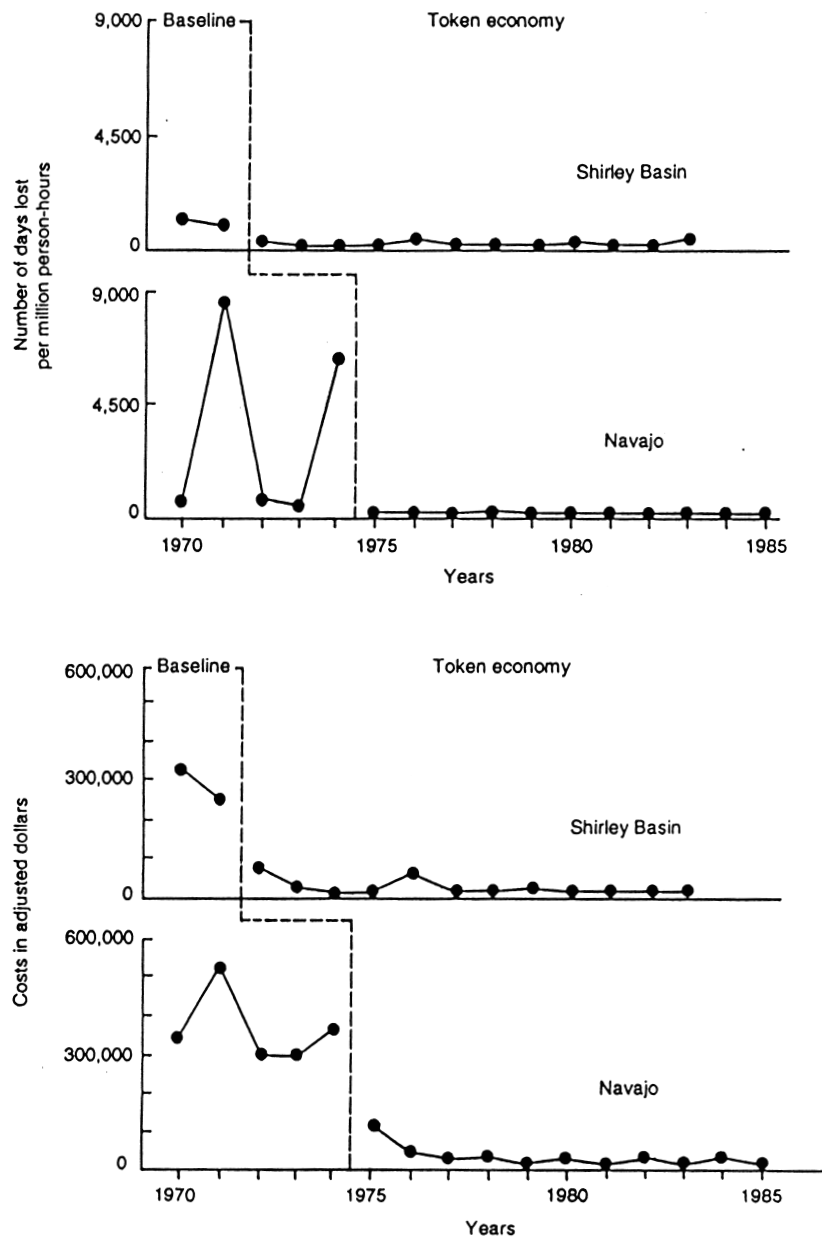 Baseline
Token economy
9,000
4,500
0
Shirley Basin
Number of days lost
per million person-hours
9,000
4,500
0
Navajo
1970
1975
1980
1985
Years
Baseline
Token economy
600,000
300,000
0
Shirley Basin
Costs in adjusted dollars
600,000
300,000
0
Navajo
1970
1975
1980
1985
Years